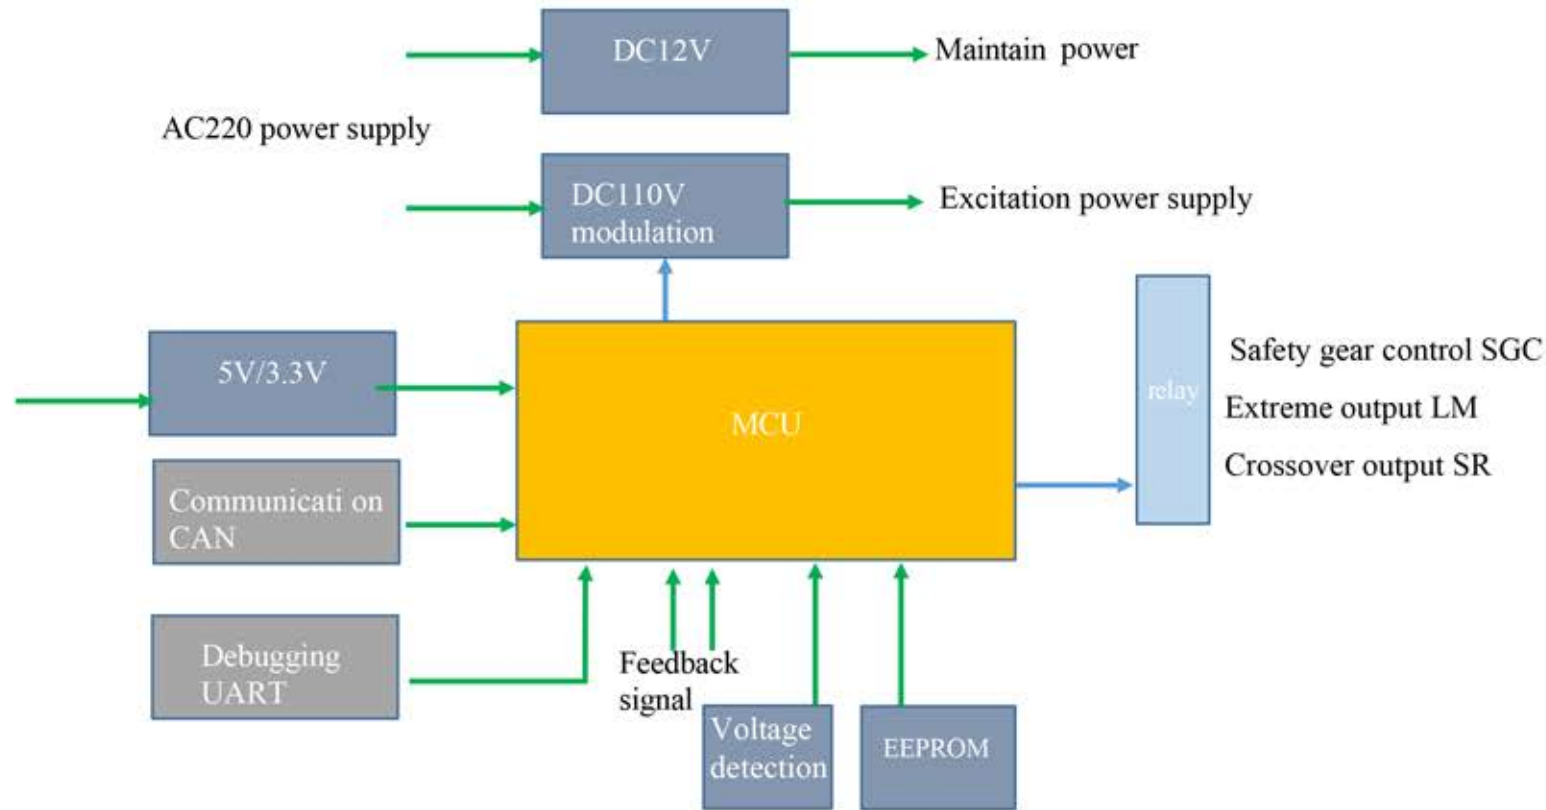 DC12V
Maintain power
AC220 power supply
DC110V
modulation
Excitation power supply
5V/3.3V
MCU
relay
Safety gear control SGC
Extreme output LM
Crossover output SR
Communicati on
CAN
Debugging
UART
Feedback
signal
Voltage
detection
EEPROM